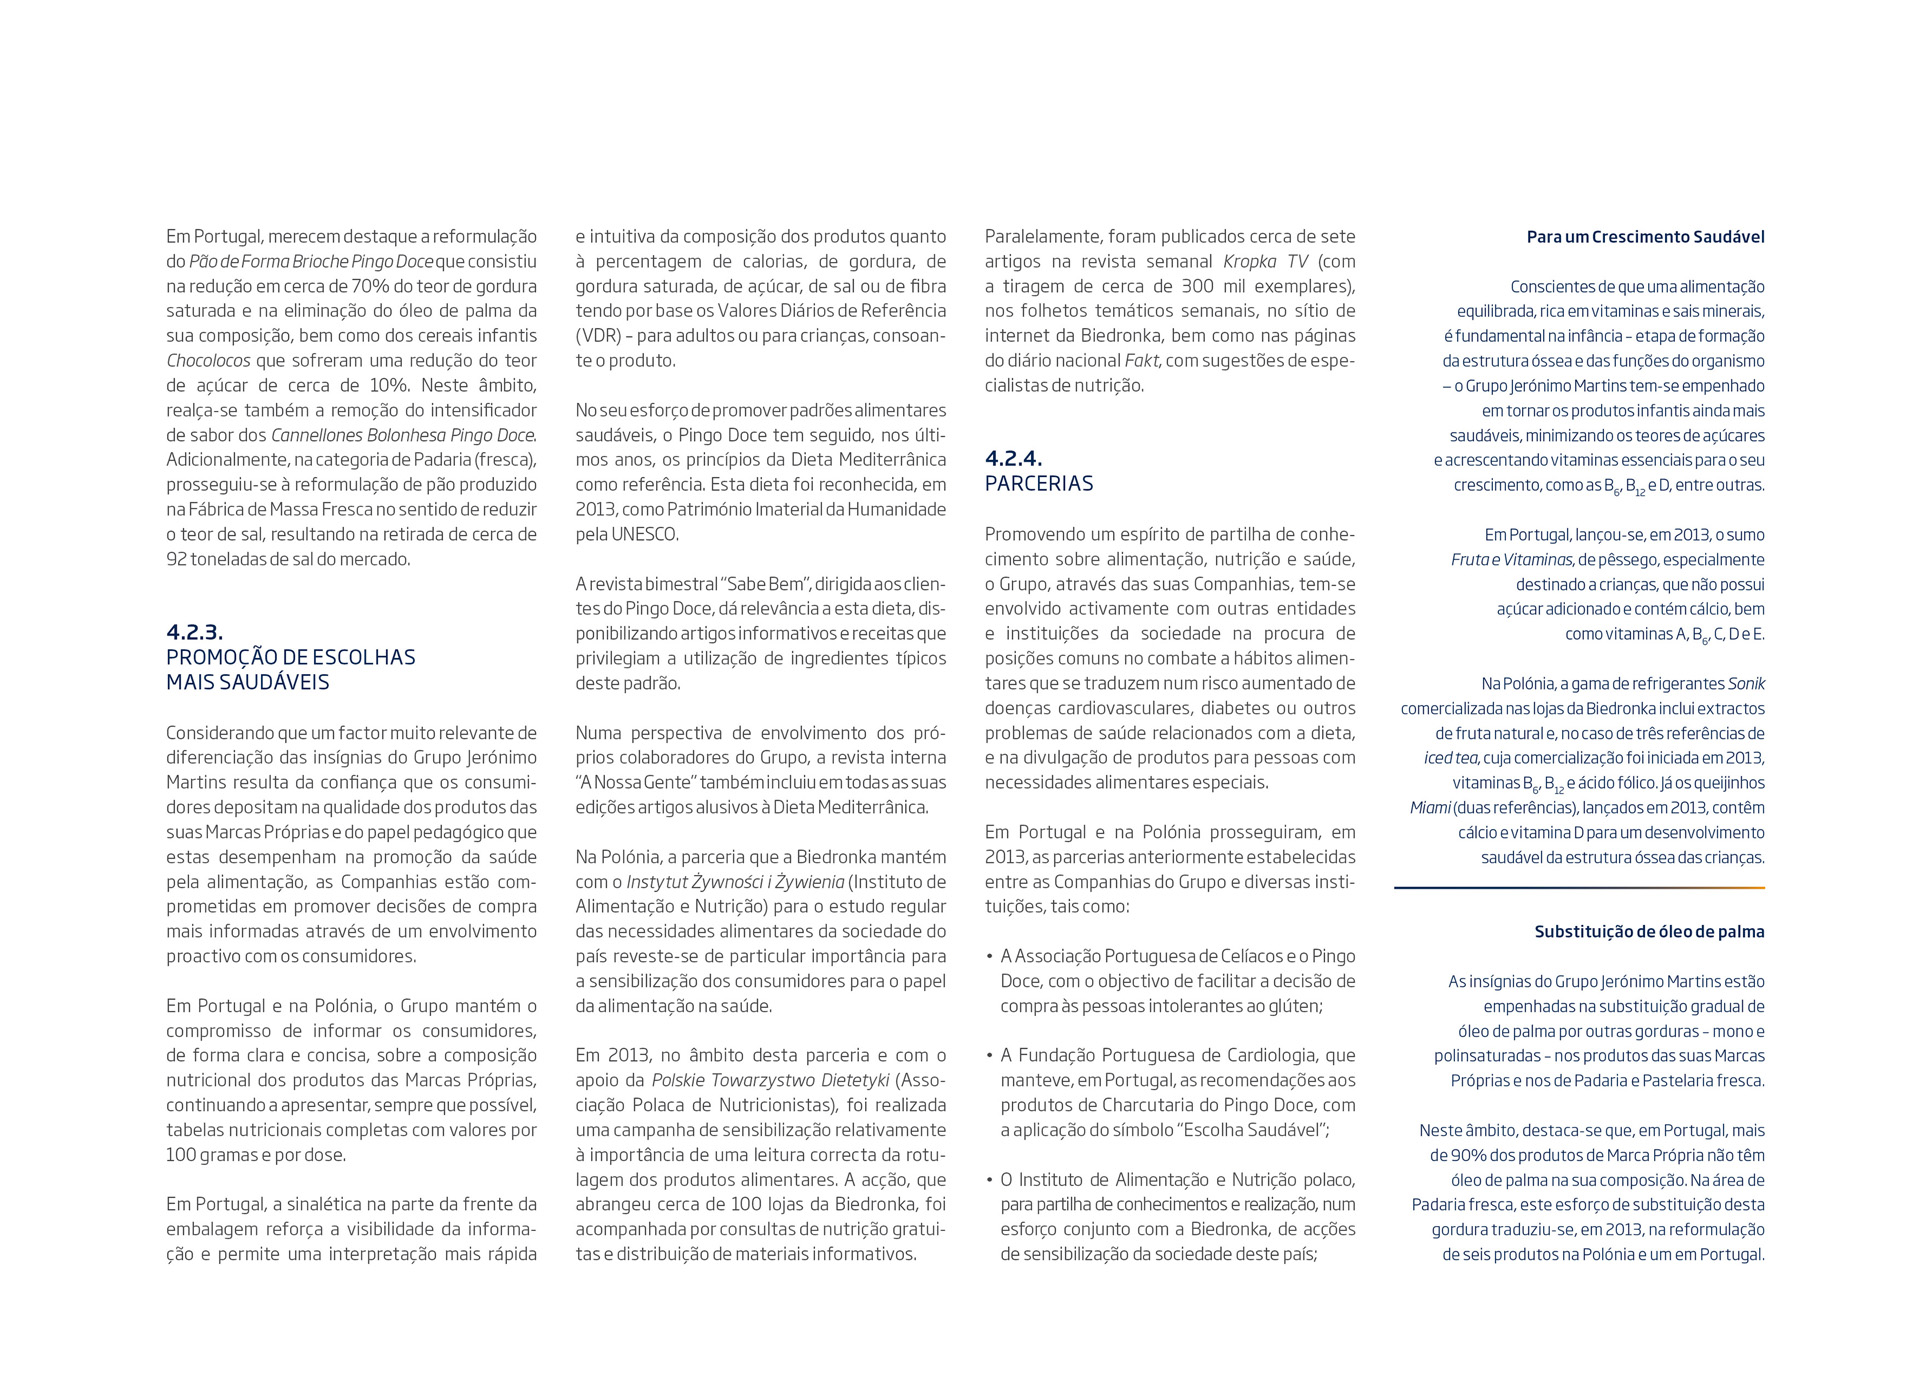 Em Portugal, merecem destaque a reformulação
do Pão de Forma Brioche Pingo Doce que consistiu
na redução em cerca de 70% do teor de gordura
saturada e na eliminação do óleo de palma da
sua composição, bem como dos cereais infantis
Chocolocos que sofreram uma redução do teor
de açúcar de cerca de 10%. Neste âmbito,
realça-se também a remoção do intensificador
de sabor dos Cannellones Bolonhesa Pingo Doce.
Adicionalmente, na categoria de Padaria (fresca),
prosseguiu-se à reformulação de pão produzido
na Fábrica de Massa Fresca no sentido de reduzir
o teor de sal, resultando na retirada de cerca de
92 toneladas de sal do mercado.
4.2.3.
PROMOÇÃO DE ESCOLHAS
MAIS SAUDÁVEIS
Considerando que um factor muito relevante de
diferenciação das insígnias do Grupo Jerónimo
Martins resulta da confiança que os consumi-
dores depositam na qualidade dos produtos das
suas Marcas Próprias e do papel pedagógico que
estas desempenham na promoção da saúde
pela alimentação, as Companhias estão com-
prometidas em promover decisões de compra
mais informadas através de um envolvimento
proactivo com os consumidores.
Em Portugal e na Polónia, o Grupo mantém o
compromisso de informar os consumidores,
de forma clara e concisa, sobre a composição
nutricional dos produtos das Marcas Próprias,
continuando a apresentar, sempre que possível,
tabelas nutricionais completas com valores por
100 gramas e por dose.
Em Portugal, a sinalética na parte da frente da
embalagem reforça a visibilidade da informa-
ção e permite uma interpretação mais rápida
e intuitiva da composição dos produtos quanto
à percentagem de calorias, de gordura, de
gordura saturada, de açúcar, de sal ou de fibra
tendo por base os Valores Diários de Referência
(VDR) – para adultos ou para crianças, consoan-
te o produto.
No seu esforço de promover padrões alimentares
saudáveis, o Pingo Doce tem seguido, nos últi-
mos anos, os princípios da Dieta Mediterrânica
como referência. Esta dieta foi reconhecida, em
2013, como Património Imaterial da Humanidade
pela UNESCO.
A revista bimestral “Sabe Bem”, dirigida aos clien-
tes do Pingo Doce, dá relevância a esta dieta, dis-
ponibilizando artigos informativos e receitas que
privilegiam a utilização de ingredientes típicos
deste padrão.
Numa perspectiva de envolvimento dos pró-
prios colaboradores do Grupo, a revista interna
“A Nossa Gente” também incluiu em todas as suas
edições artigos alusivos à Dieta Mediterrânica.
Na Polónia, a parceria que a Biedronka mantém
com o Instytut Żywności i Żywienia (Instituto de
Alimentação e Nutrição) para o estudo regular
das necessidades alimentares da sociedade do
país reveste-se de particular importância para
a sensibilização dos consumidores para o papel
da alimentação na saúde.
Em 2013, no âmbito desta parceria e com o
apoio da Polskie Towarzystwo Dietetyki (Asso-
ciação Polaca de Nutricionistas), foi realizada
uma campanha de sensibilização relativamente
à importância de uma leitura correcta da rotu-
lagem dos produtos alimentares. A acção, que
abrangeu cerca de 100 lojas da Biedronka, foi
acompanhada por consultas de nutrição gratui-
tas e distribuição de materiais informativos.
Paralelamente, foram publicados cerca de sete
artigos na revista semanal Kropka TV (com
a tiragem de cerca de 300 mil exemplares),
nos folhetos temáticos semanais, no sítio de
internet da Biedronka, bem como nas páginas
do diário nacional Fakt, com sugestões de espe-
cialistas de nutrição.
4.2.4.
PARCERIAS
Promovendo um espírito de partilha de conhe-
cimento sobre alimentação, nutrição e saúde,
o Grupo, através das suas Companhias, tem-se
envolvido activamente com outras entidades
e instituições da sociedade na procura de
posições comuns no combate a hábitos alimen-
tares que se traduzem num risco aumentado de
doenças cardiovasculares, diabetes ou outros
problemas de saúde relacionados com a dieta,
e na divulgação de produtos para pessoas com
necessidades alimentares especiais.
Em Portugal e na Polónia prosseguiram, em
2013, as parcerias anteriormente estabelecidas
entre as Companhias do Grupo e diversas insti-
tuições, tais como:
• A Associação Portuguesa de Celíacos e o Pingo
Doce, com o objectivo de facilitar a decisão de
compra às pessoas intolerantes ao glúten;
• A Fundação Portuguesa de Cardiologia, que
manteve, em Portugal, as recomendações aos
produtos de Charcutaria do Pingo Doce, com
a aplicação do símbolo “Escolha Saudável”;
• O Instituto de Alimentação e Nutrição polaco,
para partilha de conhecimentos e realização, num
esforço conjunto com a Biedronka, de acções
de sensibilização da sociedade deste país;
Para um Crescimento Saudável
Conscientes de que uma alimentação
equilibrada, rica em vitaminas e sais minerais,
é fundamental na infância – etapa de formação
da estrutura óssea e das funções do organismo
– o Grupo Jerónimo Martins tem-se empenhado
em tornar os produtos infantis ainda mais
saudáveis, minimizando os teores de açúcares
e acrescentando vitaminas essenciais para o seu
crescimento, como as B6, B12 e D, entre outras.
Em Portugal, lançou-se, em 2013, o sumo
Fruta e Vitaminas, de pêssego, especialmente
destinado a crianças, que não possui
açúcar adicionado e contém cálcio, bem
como vitaminas A, B6, C, D e E.
Na Polónia, a gama de refrigerantes Sonik
comercializada nas lojas da Biedronka inclui extractos
de fruta natural e, no caso de três referências de
iced tea, cuja comercialização foi iniciada em 2013,
vitaminas B6, B12 e ácido fólico. Já os queijinhos
Miami (duas referências), lançados em 2013, contêm
cálcio e vitamina D para um desenvolvimento
saudável da estrutura óssea das crianças.
Substituição de óleo de palma
As insígnias do Grupo Jerónimo Martins estão
empenhadas na substituição gradual de
óleo de palma por outras gorduras – mono e
polinsaturadas – nos produtos das suas Marcas
Próprias e nos de Padaria e Pastelaria fresca.
Neste âmbito, destaca-se que, em Portugal, mais
de 90% dos produtos de Marca Própria não têm
óleo de palma na sua composição. Na área de
Padaria fresca, este esforço de substituição desta
gordura traduziu-se, em 2013, na reformulação
de seis produtos na Polónia e um em Portugal.